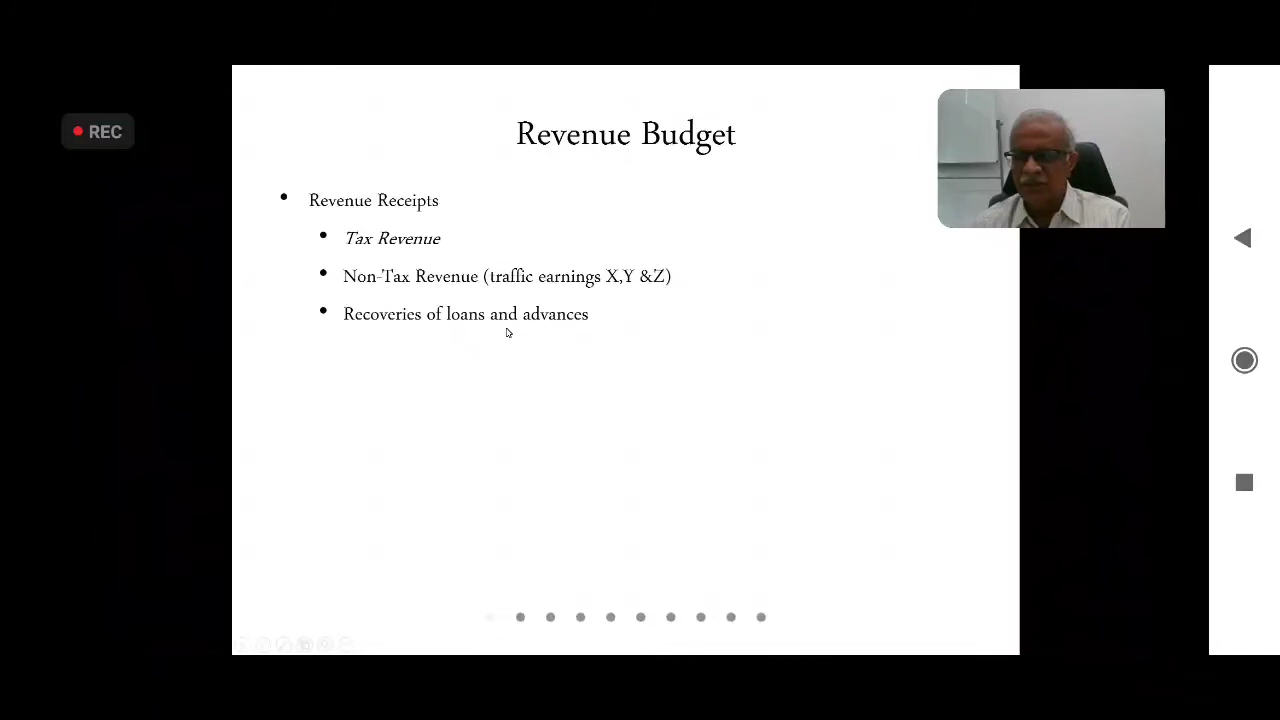 REC
Revenue Budget
• Revenue Receipts
• Tax Revenue
• Non-Tax Revenue (traffic earnings X,Y &Z)
• Recoveries of loans and advances